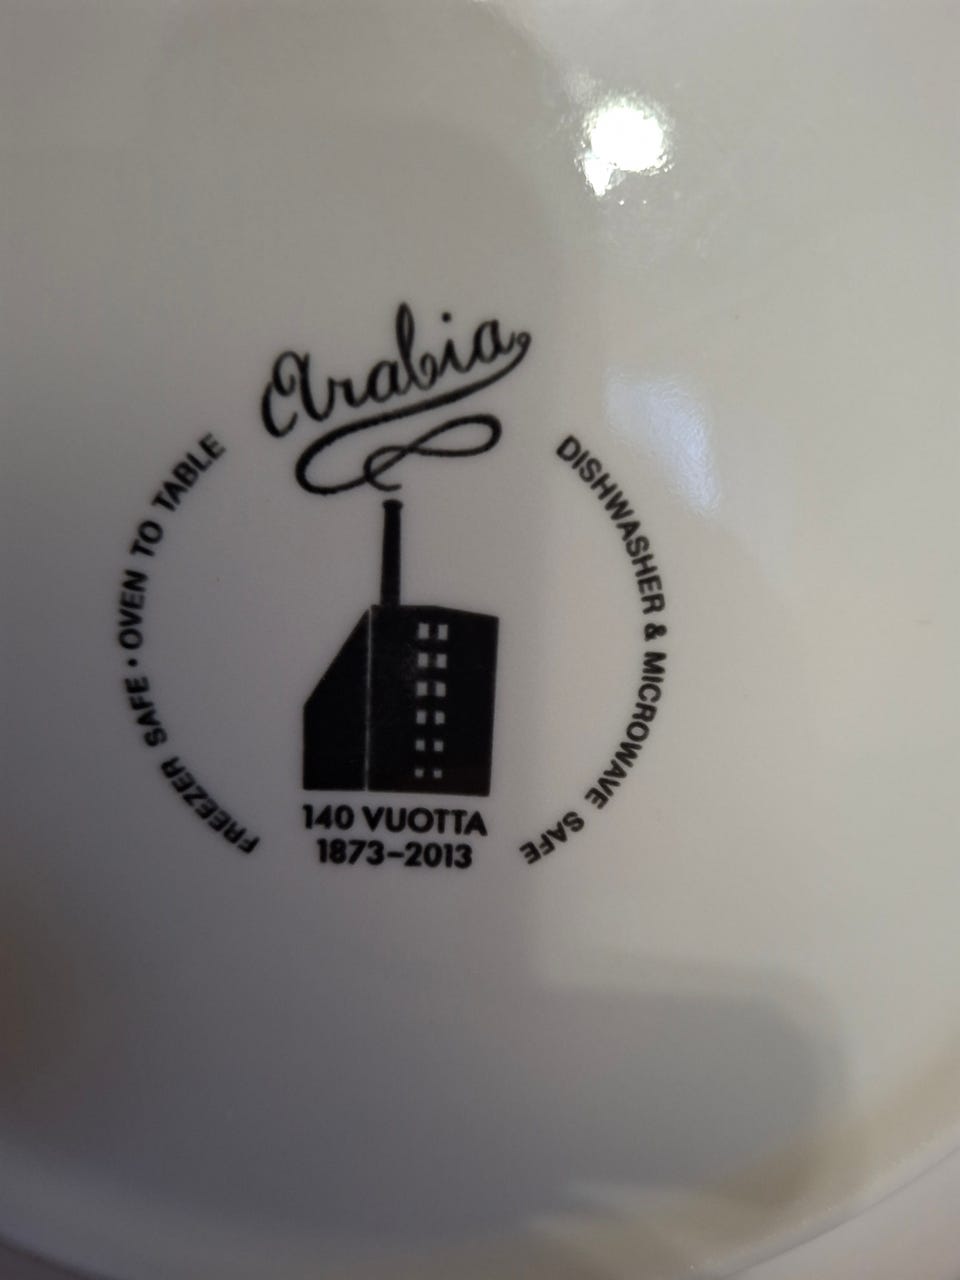 Arabia
FREEZER SAFE • OVEN TO TABLE
DISHWASHER & MICROWAVE SAFE
140 VUOTTA
1873–2013